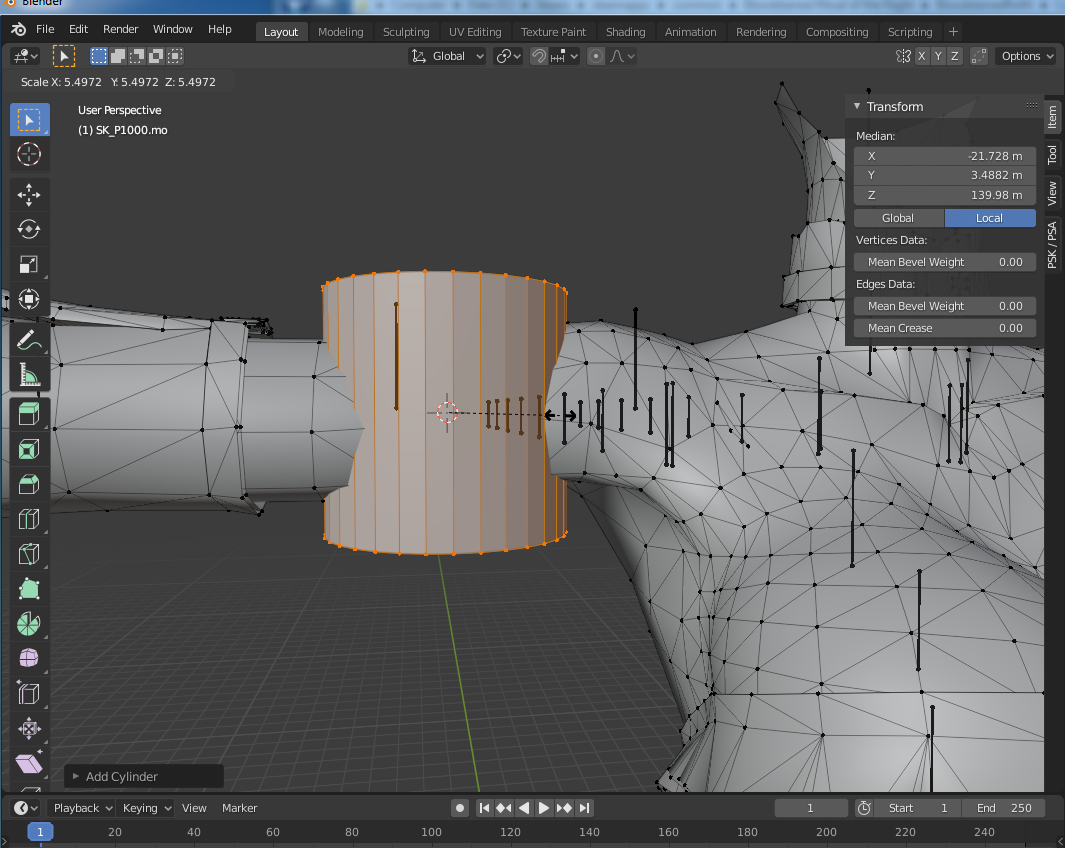 Blender
File Edit Render Window Help Layout Modeling Sculpting UV Editing Texture Paint Shading Animation Rendering Compositing Scripting +
Global X Y Z Options
Scale X: 5.4972 Y: 5.4972 Z: 5.4972
User Perspective
(1) SK_P1000.mo
Transform
Median:
X -21.728 m
Y 3.4882 m
Z 139.98 m
Global Local
Vertices Data:
Mean Bevel Weight 0.00
Edges Data:
Mean Bevel Weight 0.00
Mean Crease 0.00
Item
Tool
View
PSK / PSA
Add Cylinder
Playback Keying View Marker 1 Start 1 End 250
1 20 40 60 80 100 120 140 160 180 200 220 240